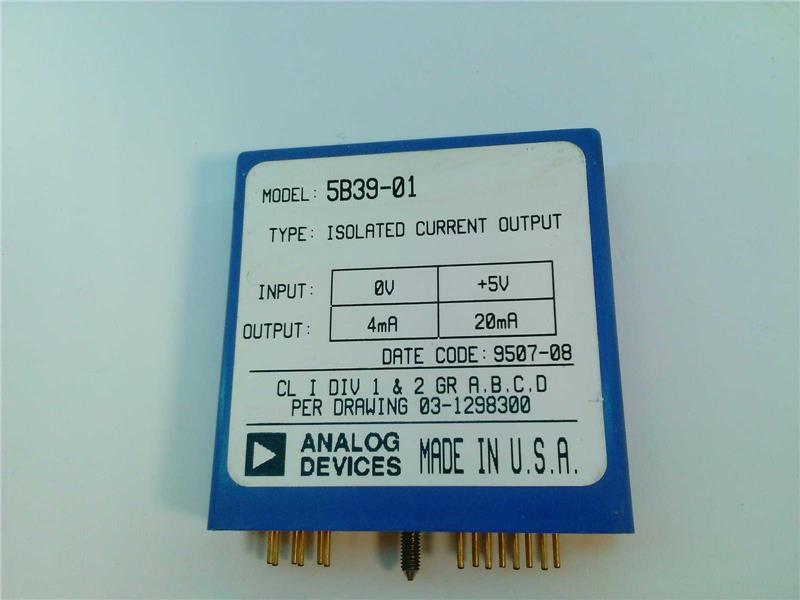 MODEL: 5B39-01
TYPE: ISOLATED CURRENT OUTPUT
INPUT: 0V +5V
OUTPUT: 4mA 20mA
DATE CODE: 9507-08
CL I DIV 1 & 2 GR A.B.C.D
PER DRAWING 03-1298300
ANALOG DEVICES MADE IN U.S.A.